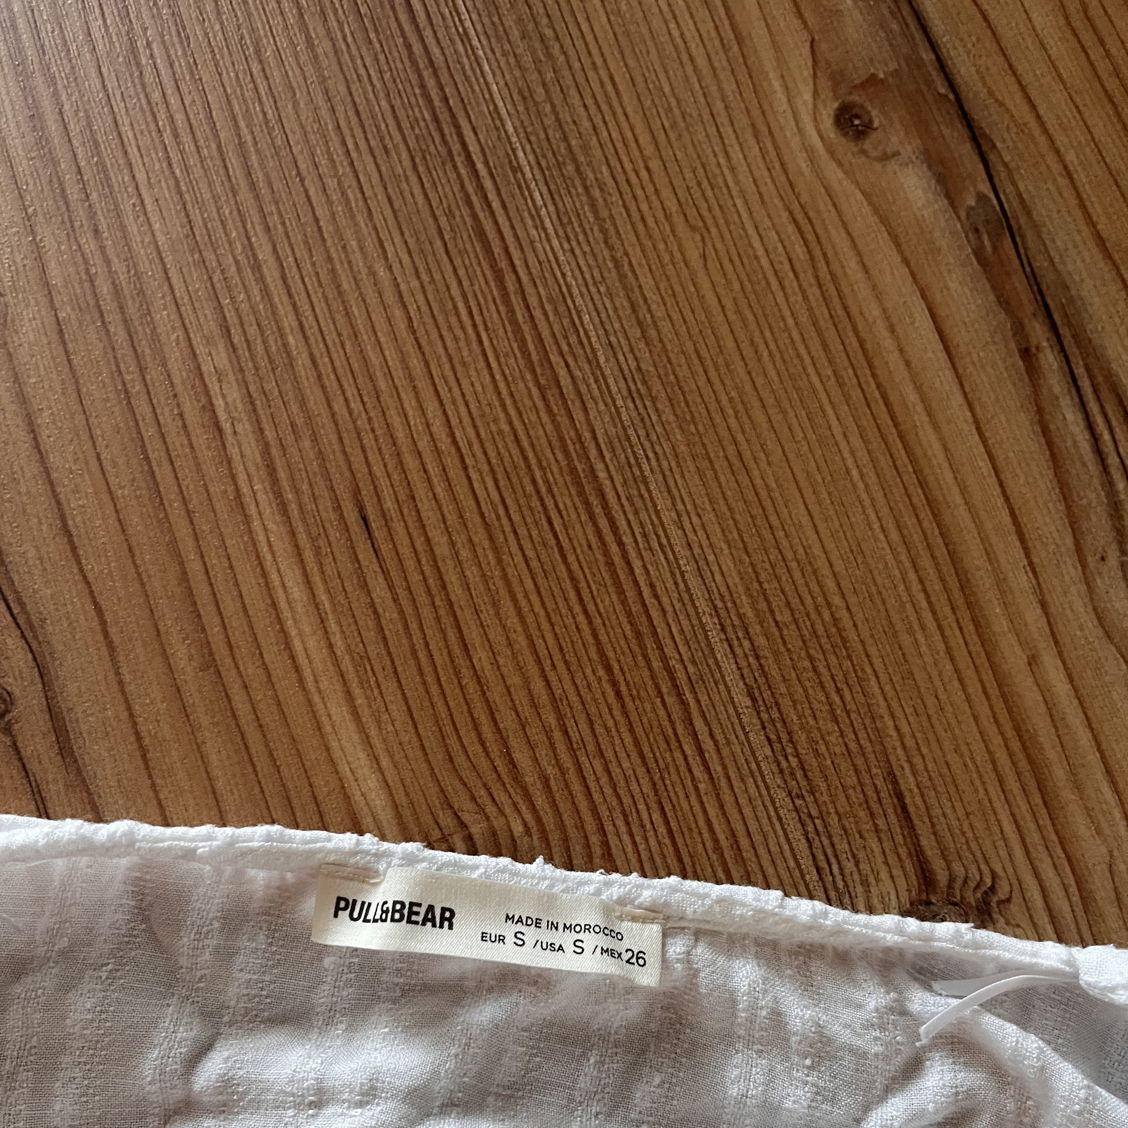 PULL&BEAR
MADE IN MOROCCO
EUR S /USA S /MEX 26